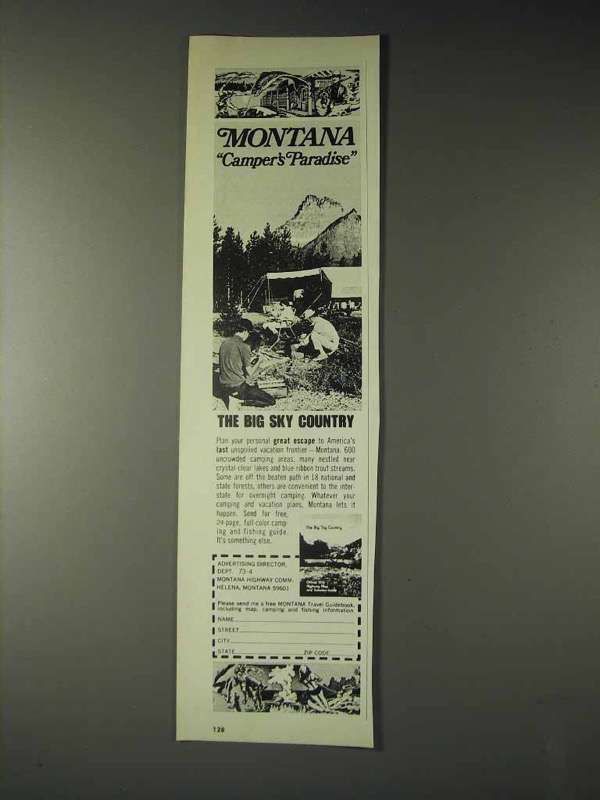 MONTANA
"Camper's Paradise"
THE BIG SKY COUNTRY
Plan your personal great escape to America's
last unspoiled vacation frontier — Montana. 600
uncrowded camping areas, many nestled near
crystal-clear lakes and blue ribbon trout streams.
Some are off the beaten path in 18 national and
state forests, others are convenient to the inter-
state for overnight camping. Whatever your
camping and vacation plans, Montana lets it
happen. Send for free,
24-page, full-color camp-
ing and fishing guide.
It's something else.
The Big Sky Country
Highway Map
ADVERTISING DIRECTOR,
DEPT. 73-4
MONTANA HIGHWAY COMM.
HELENA, MONTANA 59601
Please send me a free MONTANA Travel Guidebook,
including map, camping and fishing information
NAME
STREET
CITY
STATE ZIP CODE
128